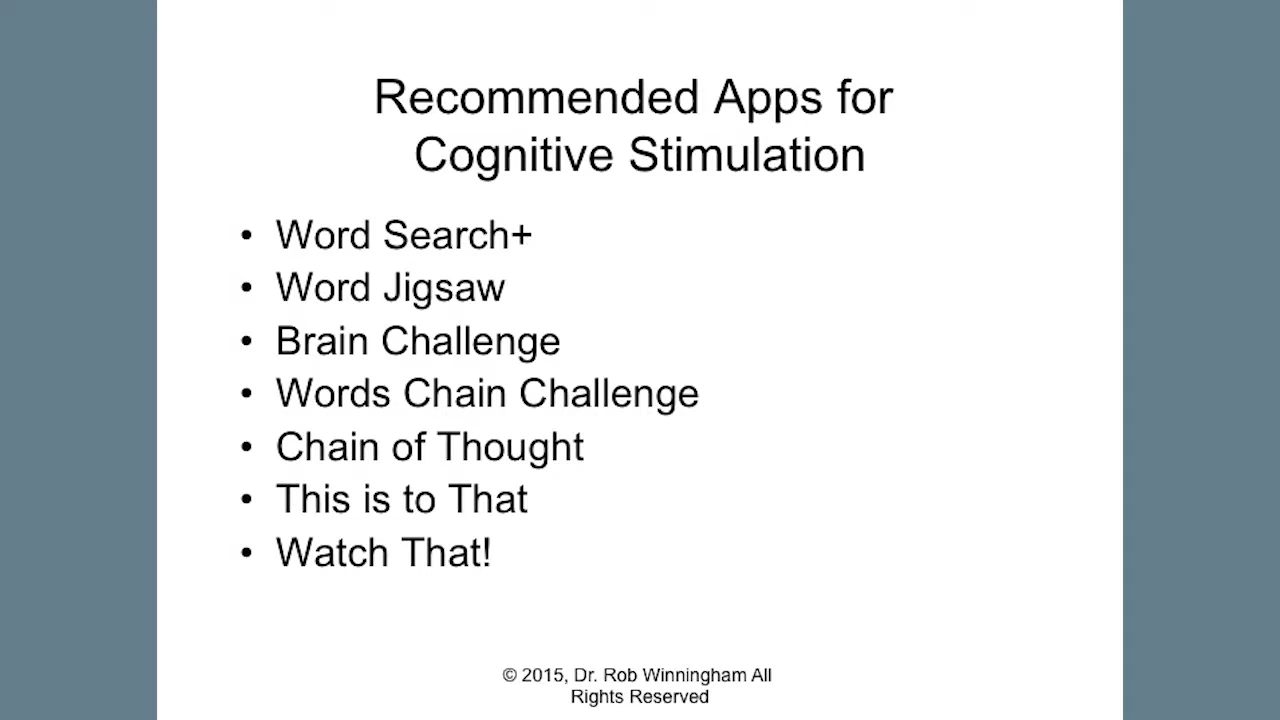 Recommended Apps for
Cognitive Stimulation
• Word Search+
• Word Jigsaw
• Brain Challenge
• Words Chain Challenge
• Chain of Thought
• This is to That
• Watch That!
© 2015, Dr. Rob Winningham All
Rights Reserved